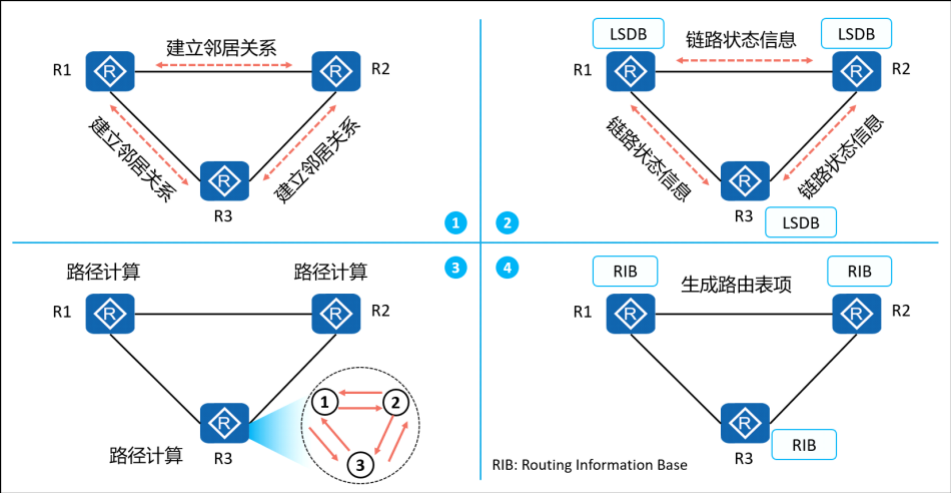 建立邻居关系
R1
R
R
R2
建立邻居关系
建立邻居关系
R
R3
1
LSDB
链路状态信息
LSDB
R1
R
R
R2
链路状态信息
链路状态信息
R
R3
LSDB
2
路径计算
路径计算
3
R1
R
R
R2
R
路径计算
R3
1
2
3
4
RIB
生成路由表项
RIB
R1
R
R
R2
R
R3
RIB
RIB: Routing Information Base